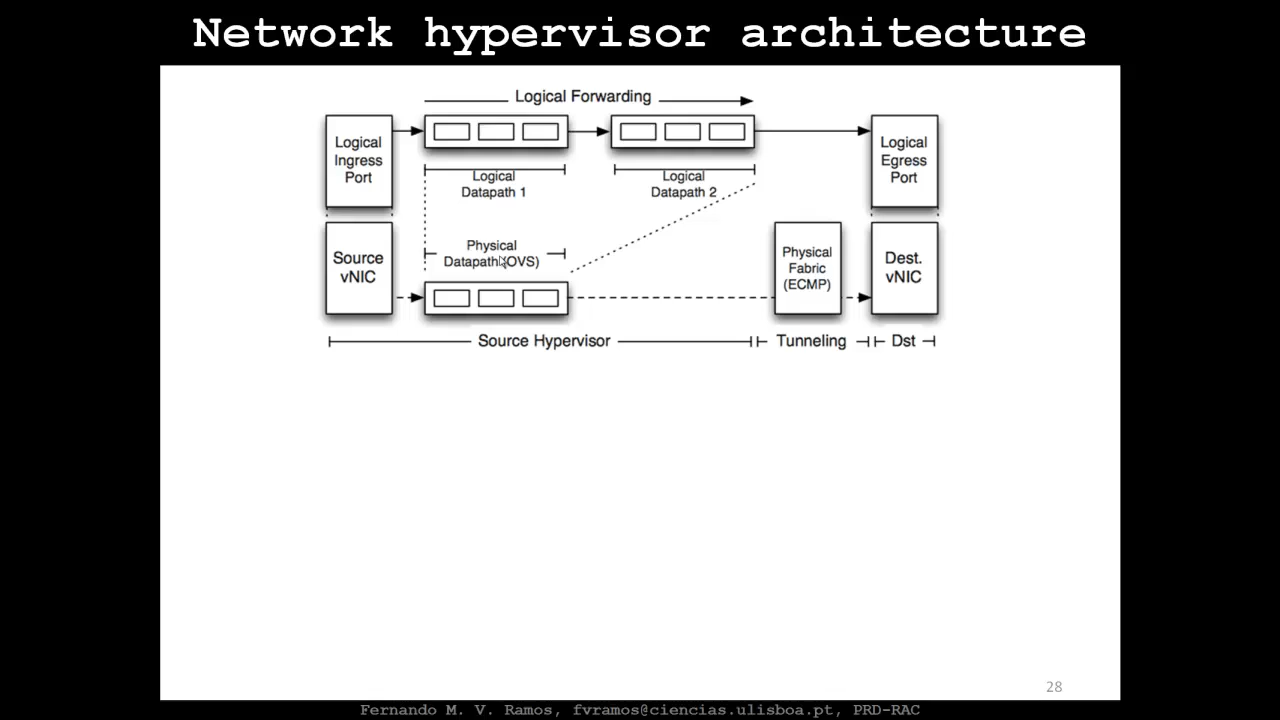 Network hypervisor architecture
Logical Forwarding
Logical
Ingress
Port
Logical
Egress
Port
Logical
Datapath 1
Logical
Datapath 2
Source
vNIC
Physical
Datapath(OVS)
Physical
Fabric
(ECMP)
Dest.
vNIC
Source Hypervisor
Tunneling
Dst
28
Fernando M. V. Ramos, fvramos@ciencias.ulisboa.pt, PRD-RAC